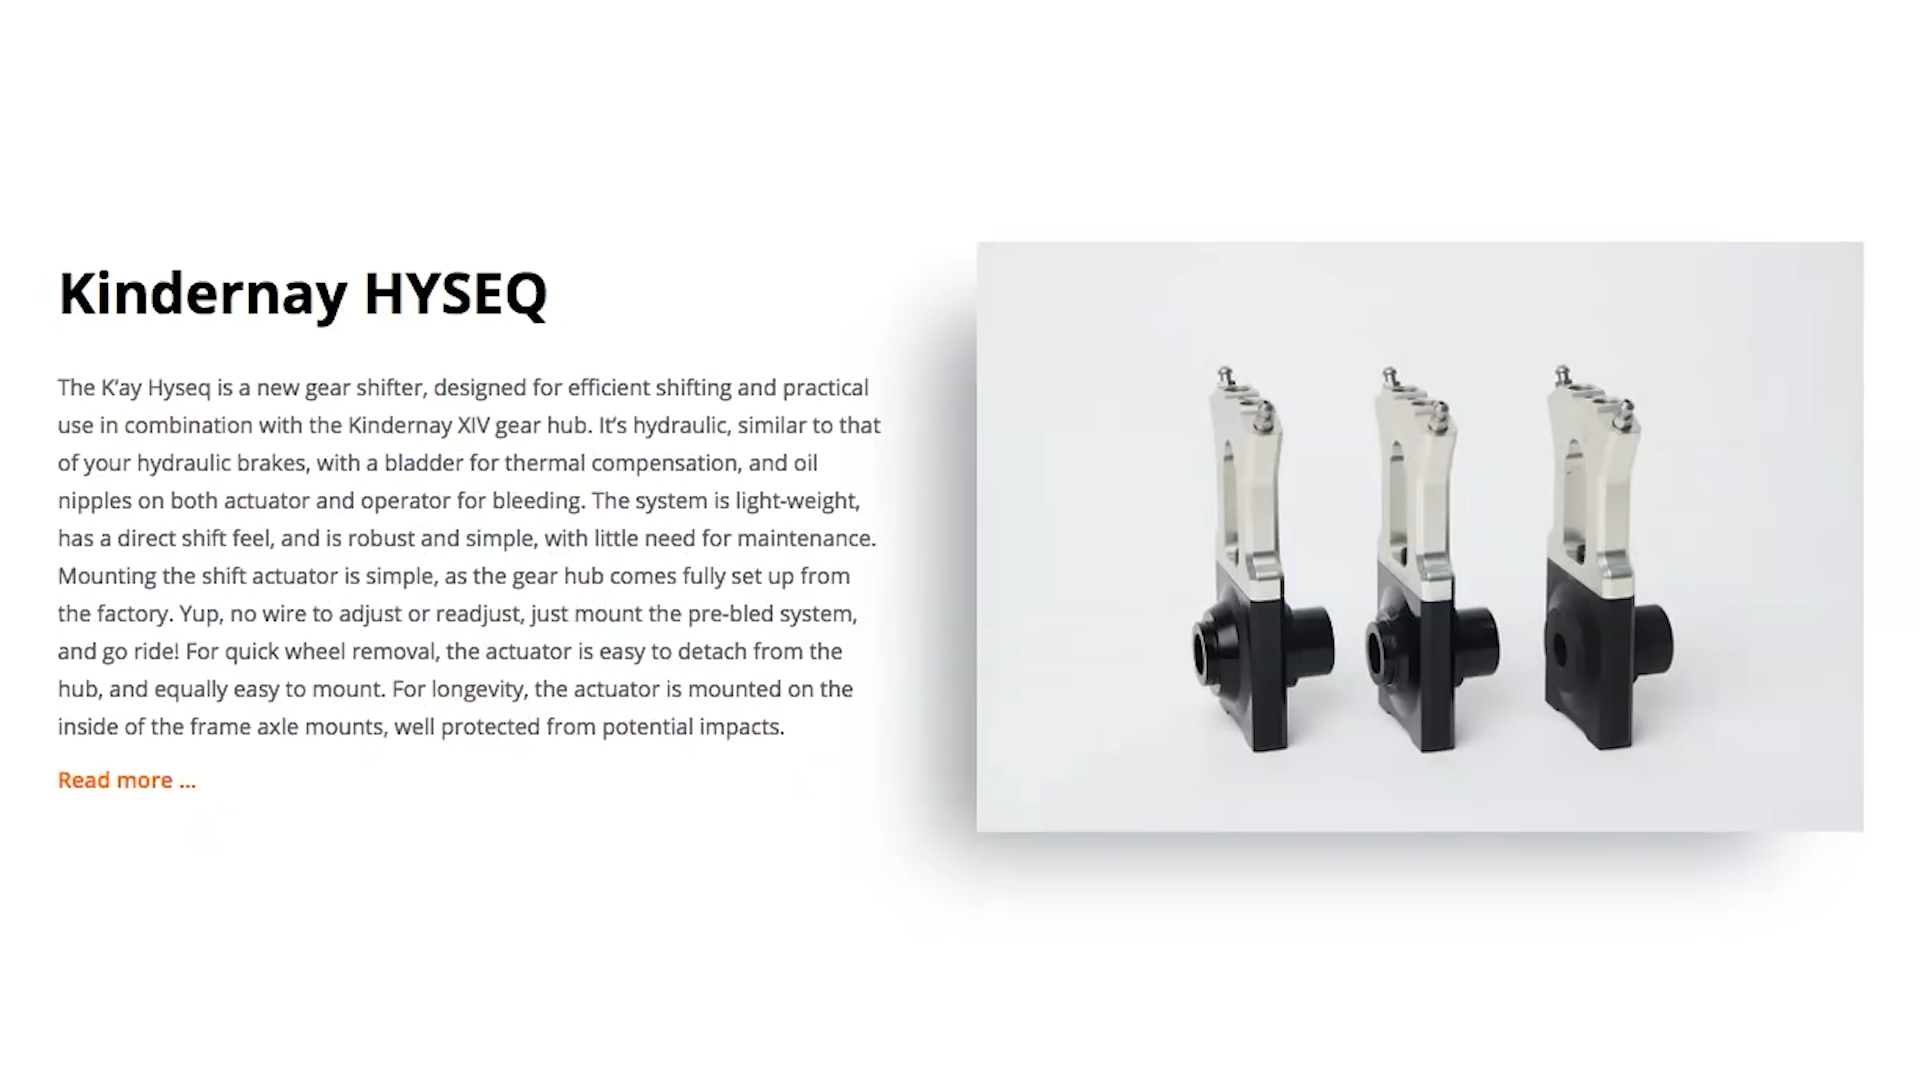 Kindernay HYSEQ
The K’ay Hyseq is a new gear shifter, designed for efficient shifting and practical
use in combination with the Kindernay XIV gear hub. It’s hydraulic, similar to that
of your hydraulic brakes, with a bladder for thermal compensation, and oil
nipples on both actuator and operator for bleeding. The system is light-weight,
has a direct shift feel, and is robust and simple, with little need for maintenance.
Mounting the shift actuator is simple, as the gear hub comes fully set up from
the factory. Yup, no wire to adjust or readjust, just mount the pre-bled system,
and go ride! For quick wheel removal, the actuator is easy to detach from the
hub, and equally easy to mount. For longevity, the actuator is mounted on the
inside of the frame axle mounts, well protected from potential impacts.
Read more ...